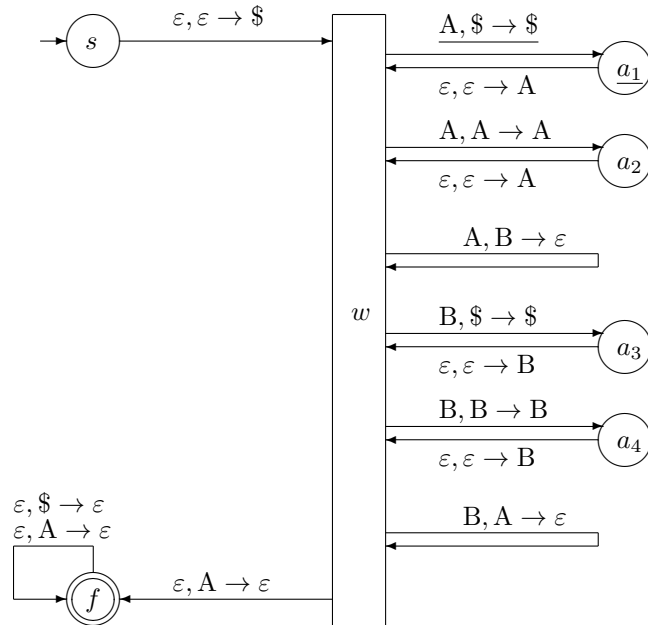 ε, ε → $
A, $ → $
s
a₁
ε, ε → A
A, A → A
a₂
ε, ε → A
A, B → ε
w
B, $ → $
a₃
ε, ε → B
B, B → B
a₄
ε, ε → B
ε, $ → ε
B, A → ε
ε, A → ε
ε, A → ε
f